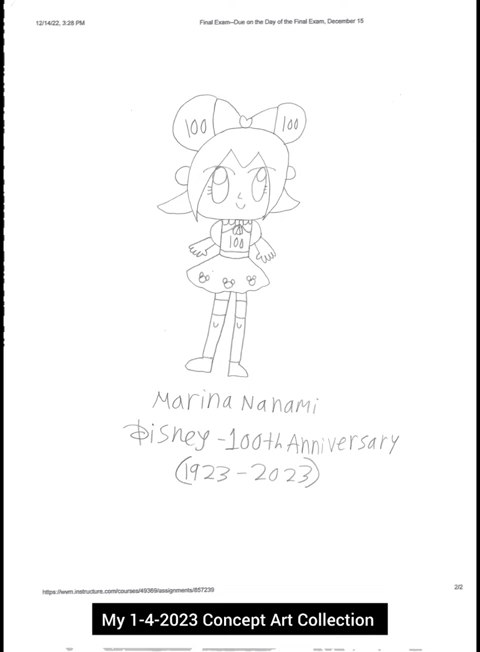 12/14/22, 3:28 PM
Final Exam--Due on the Day of the Final Exam, December 15
100
100
100
Marina Nanami
Disney - 100th Anniversary
(1923 - 2023)
https://wvm.instructure.com/courses/49369/assignments/857239
2/2
My 1-4-2023 Concept Art Collection